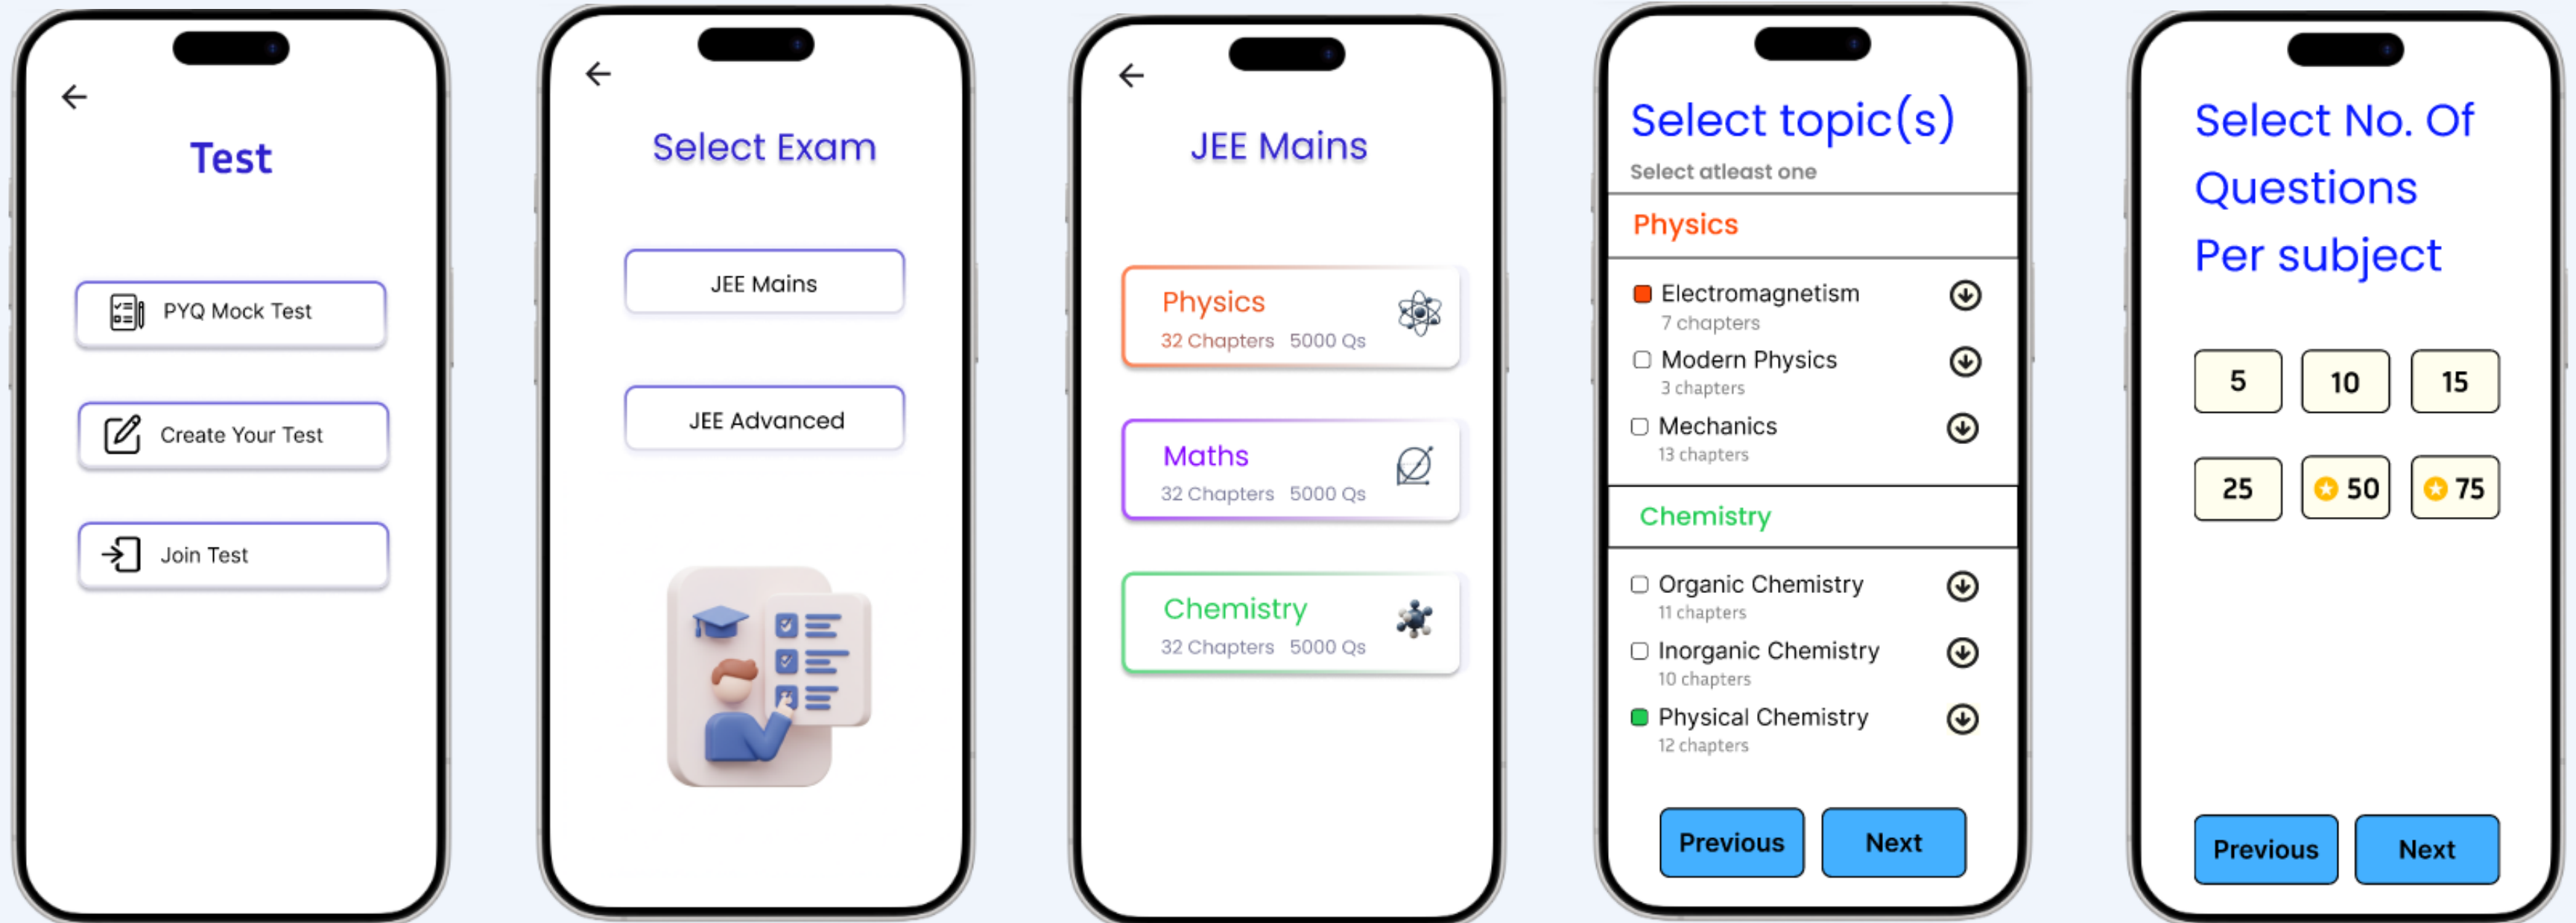 Test
PYQ Mock Test
Create Your Test
Join Test
Select Exam
JEE Mains
JEE Advanced
JEE Mains
Physics
32 Chapters 5000 Qs
Maths
32 Chapters 5000 Qs
Chemistry
32 Chapters 5000 Qs
Select topic(s)
Select atleast one
Physics
Electromagnetism
7 chapters
Modern Physics
3 chapters
Mechanics
13 chapters
Chemistry
Organic Chemistry
11 chapters
Inorganic Chemistry
10 chapters
Physical Chemistry
12 chapters
Previous Next
Select No. Of
Questions
Per subject
5 10 15
25 50 75
Previous Next